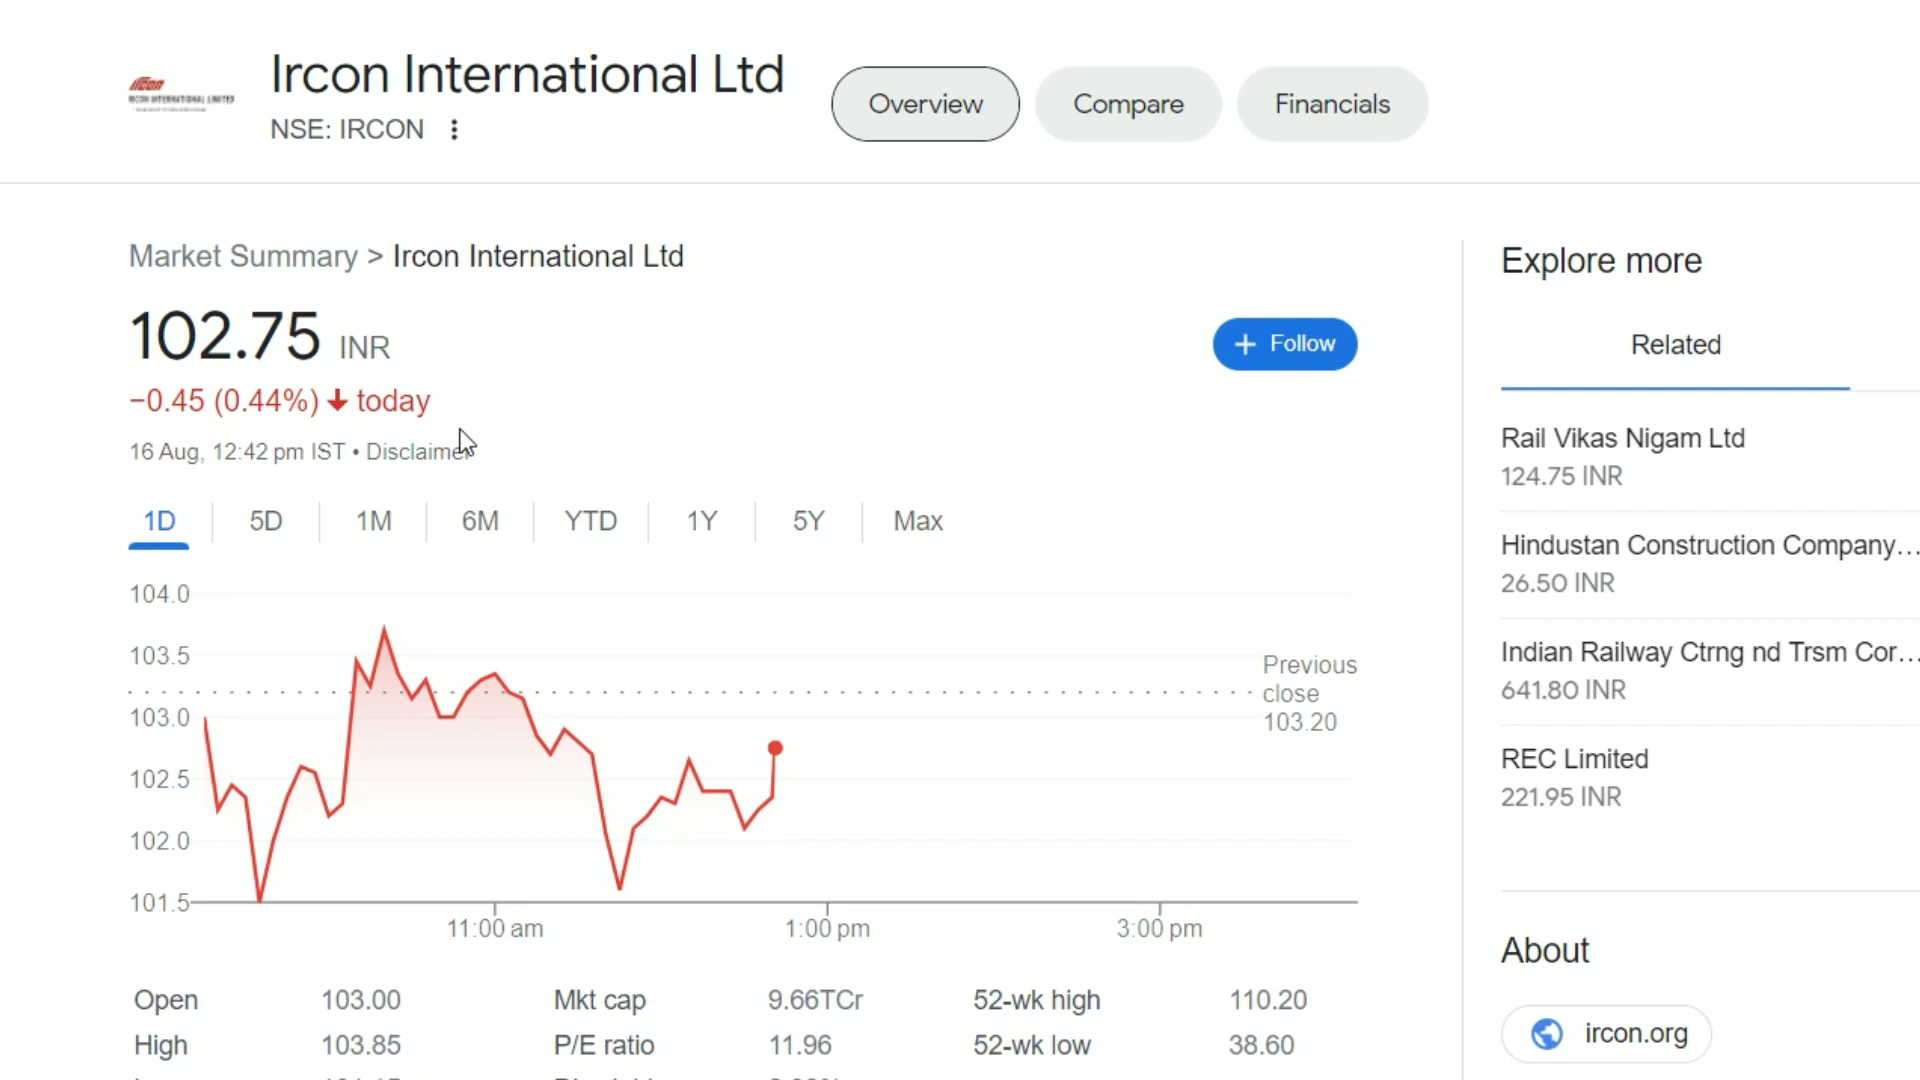 Ircon International Ltd
NSE: IRCON
Overview
Compare
Financials
ircon
IRCON INTERNATIONAL LIMITED
Market Summary > Ircon International Ltd
102.75 INR
−0.45 (0.44%) ↓ today
16 Aug, 12:42 pm IST • Disclaimer
+ Follow
1D 5D 1M 6M YTD 1Y 5Y Max
104.0
103.5
103.0
102.5
102.0
101.5
Previous
close
103.20
11:00 am 1:00 pm 3:00 pm
Open 103.00 Mkt cap 9.66TCr 52-wk high 110.20
High 103.85 P/E ratio 11.96 52-wk low 38.60
Explore more
Related
Rail Vikas Nigam Ltd
124.75 INR
Hindustan Construction Company...
26.50 INR
Indian Railway Ctrng nd Trsm Cor...
641.80 INR
REC Limited
221.95 INR
About
ircon.org